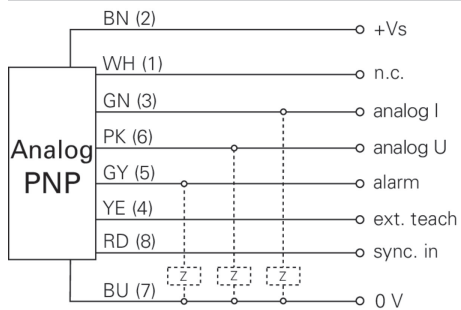 BN (2) +Vs
WH (1) n.c.
GN (3) analog I
PK (6) analog U
Analog
PNP
GY (5) alarm
YE (4) ext. teach
RD (8) sync. in
Z Z Z
BU (7) 0 V